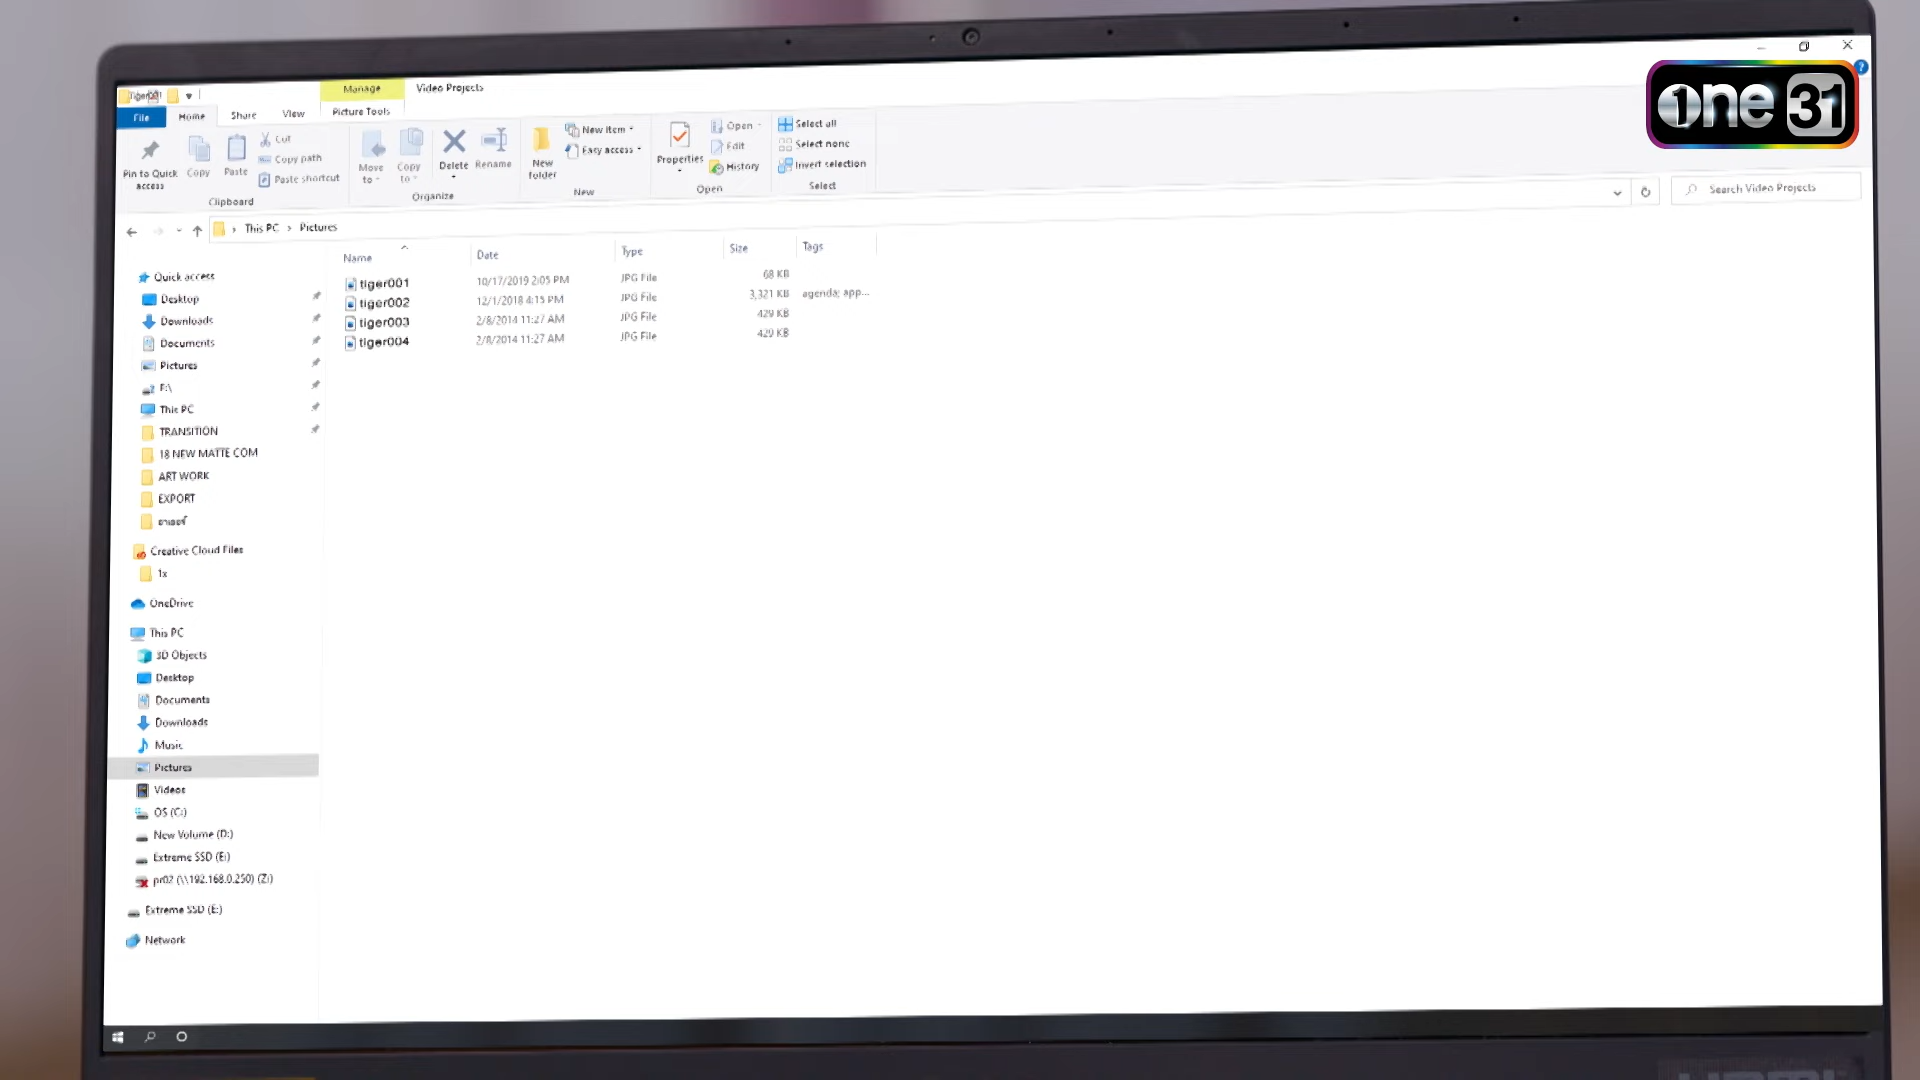 one 31
Tiger001
Manage
Video Projects
File
Home
Share
View
Picture Tools
Pin to Quick access
Copy
Paste
Cut
Copy path
Paste shortcut
Clipboard
Move to
Copy to
Delete
Rename
Organize
New folder
New item
Easy access
New
Properties
Open
Edit
History
Open
Select all
Select none
Invert selection
Select
This PC > Pictures
Search Video Projects
Name Date Type Size Tags
tiger001 10/17/2019 2:05 PM JPG File 68 KB
tiger002 12/1/2018 4:15 PM JPG File 3,321 KB agenda; app...
tiger003 2/8/2014 11:27 AM JPG File 429 KB
tiger004 2/8/2014 11:27 AM JPG File 429 KB
Quick access
Desktop
Downloads
Documents
Pictures
F:\
This PC
TRANSITION
18 NEW MATTE COM
ART WORK
EXPORT
Creative Cloud Files
1x
OneDrive
This PC
3D Objects
Desktop
Documents
Downloads
Music
Pictures
Videos
OS (C:)
New Volume (D:)
Extreme SSD (E:)
pr02 (\\192.168.0.250) (Z:)
Extreme SSD (E:)
Network